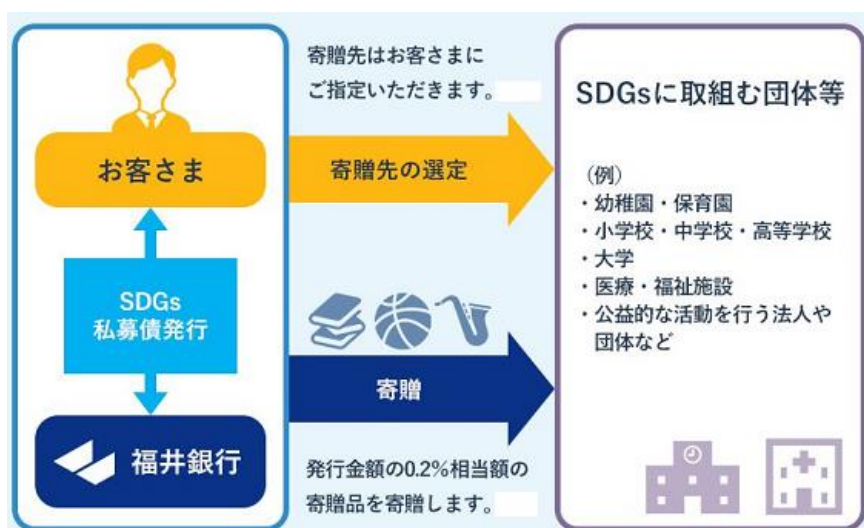 お客さま
SDGs
私募債発行
福井銀行
寄贈先はお客さまに
ご指定いただきます。
寄贈先の選定
寄贈
発行金額の0.2%相当額の
寄贈品を寄贈します。
SDGsに取組む団体等
(例)
・幼稚園・保育園
・小学校・中学校・高等学校
・大学
・医療・福祉施設
・公益的な活動を行う法人や
団体など